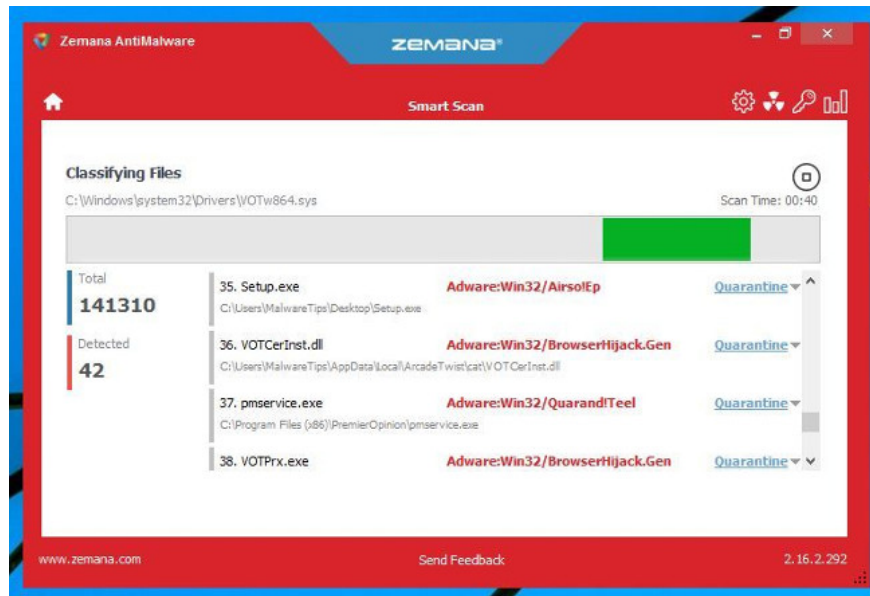 Zemana AntiMalware
zemana®
Smart Scan
Classifying Files
C:\Windows\system32\Drivers\VOTw864.sys
Scan Time: 00:40
Total
141310
Detected
42
35. Setup.exe
Adware:Win32/Airso!Ep
Quarantine
C:\Users\MalwareTips\Desktop\Setup.exe
36. VOTCerInst.dll
Adware:Win32/BrowserHijack.Gen
Quarantine
C:\Users\MalwareTips\AppData\Local\ArcadeTwist\cat\VOTCerInst.dll
37. pmservice.exe
Adware:Win32/Quarand!Teel
Quarantine
C:\Program Files (x86)\PremierOpinion\pmservice.exe
38. VOTPrx.exe
Adware:Win32/BrowserHijack.Gen
Quarantine
www.zemana.com
Send Feedback
2.16.2.292